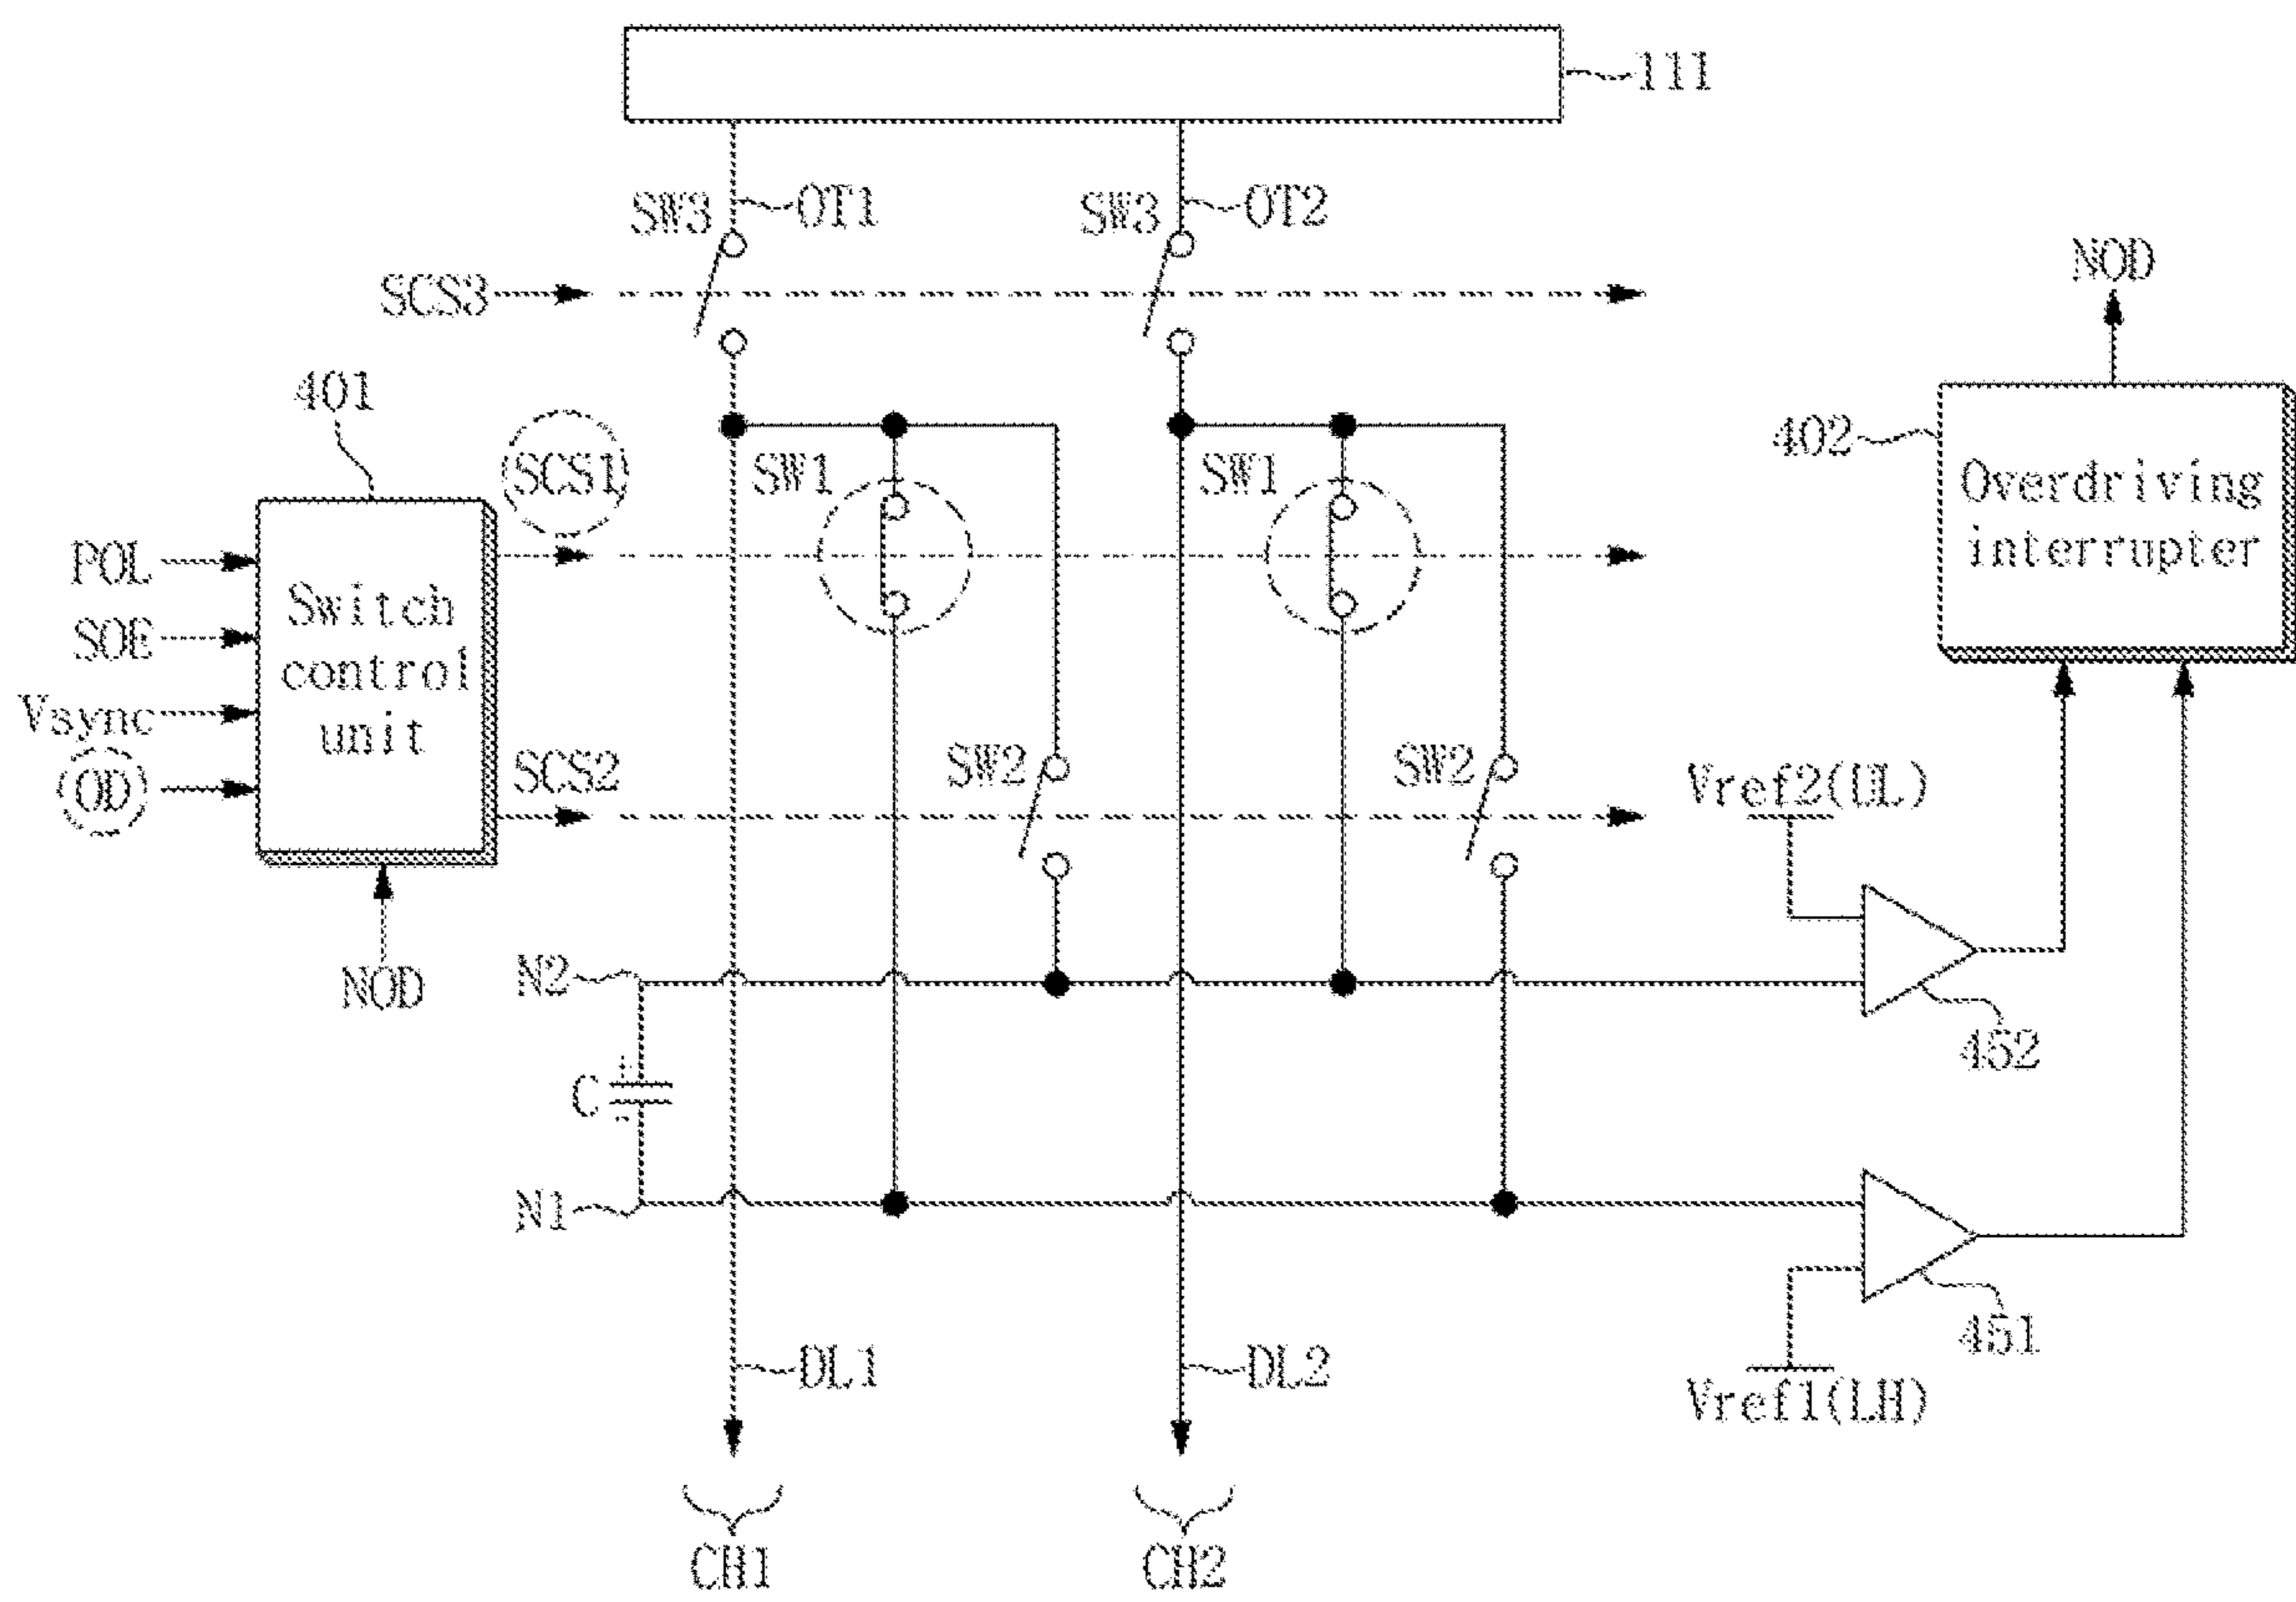 111
SW3
OT1
SW3
OT2
SCS3
NOD
401
402
SCS1
SW1
SW1
Overdriving
interrupter
POL
SOE
Vsync
OD
Switch
control
unit
SCS2
SW2
SW2
Vref2(UL)
NOD
N2
452
C
+
-
N1
451
DL1
DL2
Vref1(LH)
CH1
CH2